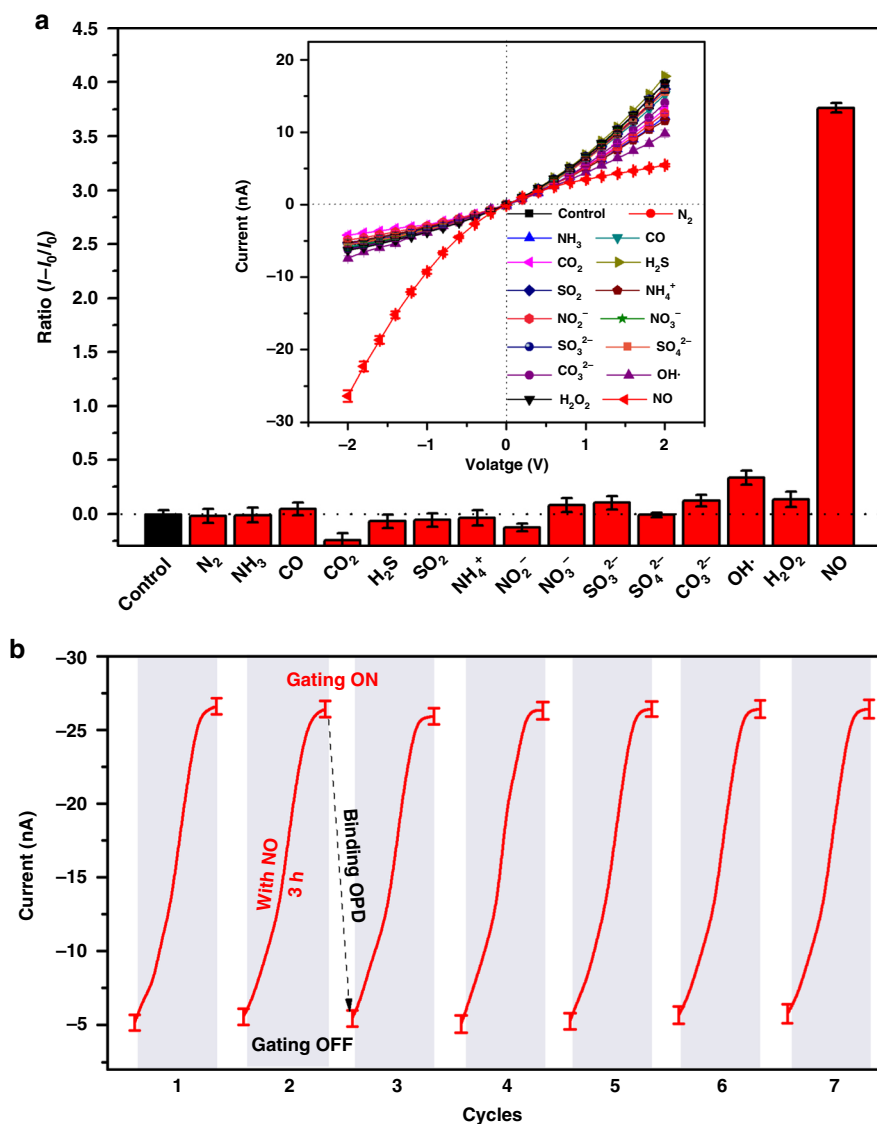 a
Ratio (I–I₀/I₀)
4.5
4.0
3.5
3.0
2.5
2.0
1.5
1.0
0.5
0.0
Current (nA)
20
10
0
–10
–20
–30
–2 –1 0 1 2
Volatge (V)
Control N₂
NH₃ CO
CO₂ H₂S
SO₂ NH₄⁺
NO₂⁻ NO₃⁻
SO₃²⁻ SO₄²⁻
CO₃²⁻ OH·
H₂O₂ NO
Control N₂ NH₃ CO CO₂ H₂S SO₂ NH₄⁺ NO₂⁻ NO₃⁻ SO₃²⁻ SO₄²⁻ CO₃²⁻ OH· H₂O₂ NO
b
Current (nA)
–30
–25
–20
–15
–10
–5
Gating ON
With NO
3 h
Binding OPD
Gating OFF
1 2 3 4 5 6 7
Cycles